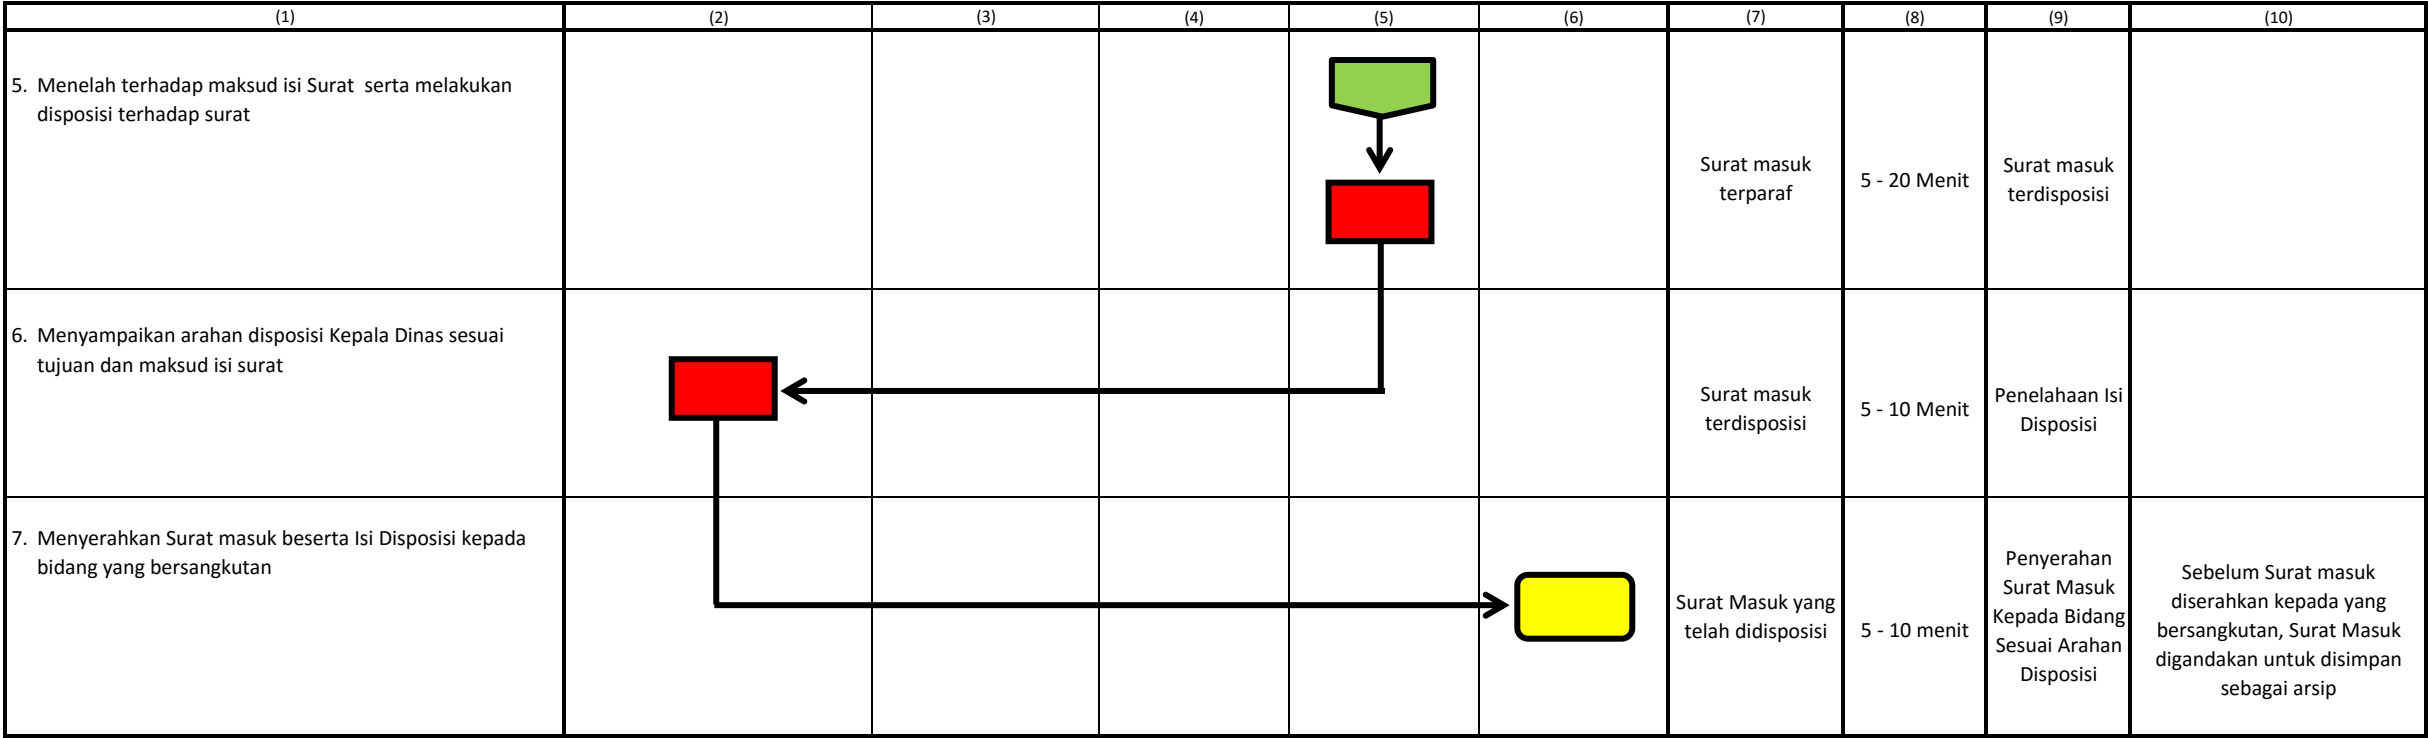 (1) (2) (3) (4) (5) (6) (7) (8) (9) (10)
5. Menelah terhadap maksud isi Surat serta melakukan
disposisi terhadap surat
Surat masuk
terparaf
5 - 20 Menit
Surat masuk
terdisposisi
6. Menyampaikan arahan disposisi Kepala Dinas sesuai
tujuan dan maksud isi surat
Surat masuk
terdisposisi
5 - 10 Menit
Penelahaan Isi
Disposisi
7. Menyerahkan Surat masuk beserta Isi Disposisi kepada
bidang yang bersangkutan
Surat Masuk yang
telah didisposisi
5 - 10 menit
Penyerahan
Surat Masuk
Kepada Bidang
Sesuai Arahan
Disposisi
Sebelum Surat masuk
diserahkan kepada yang
bersangkutan, Surat Masuk
digandakan untuk disimpan
sebagai arsip